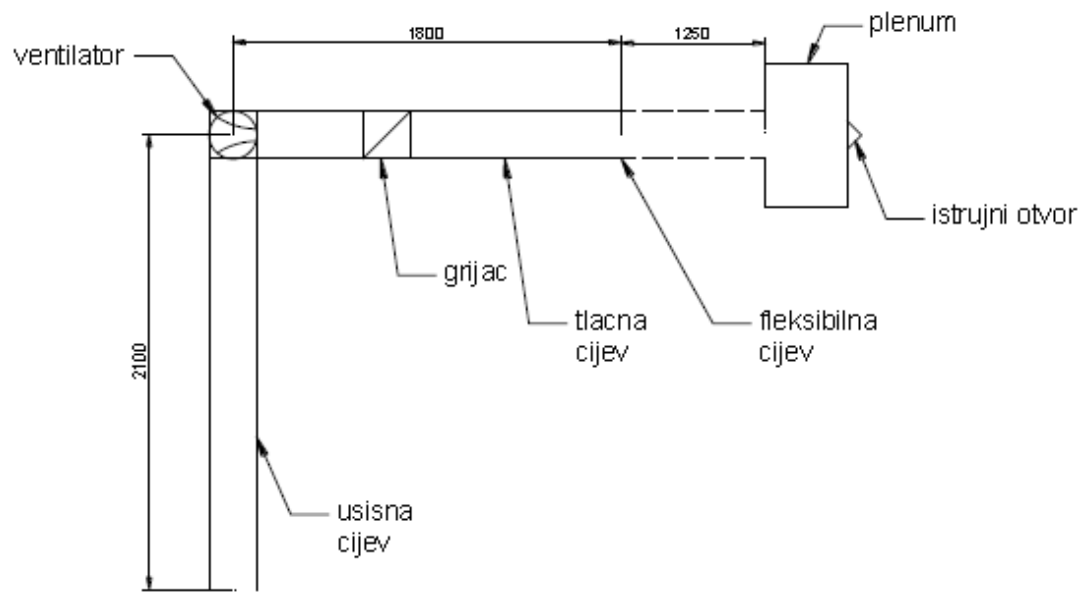 1800
1250
plenum
ventilator
istrujni otvor
grijac
tlacna
cijev
fleksibilna
cijev
2100
usisna
cijev